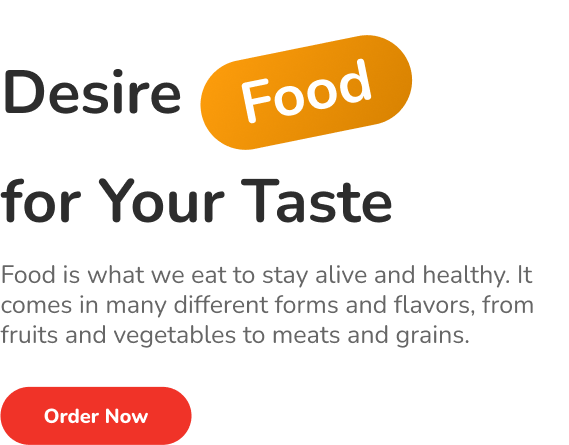 Desire Food
for Your Taste
Food is what we eat to stay alive and healthy. It
comes in many different forms and flavors, from
fruits and vegetables to meats and grains.
Order Now